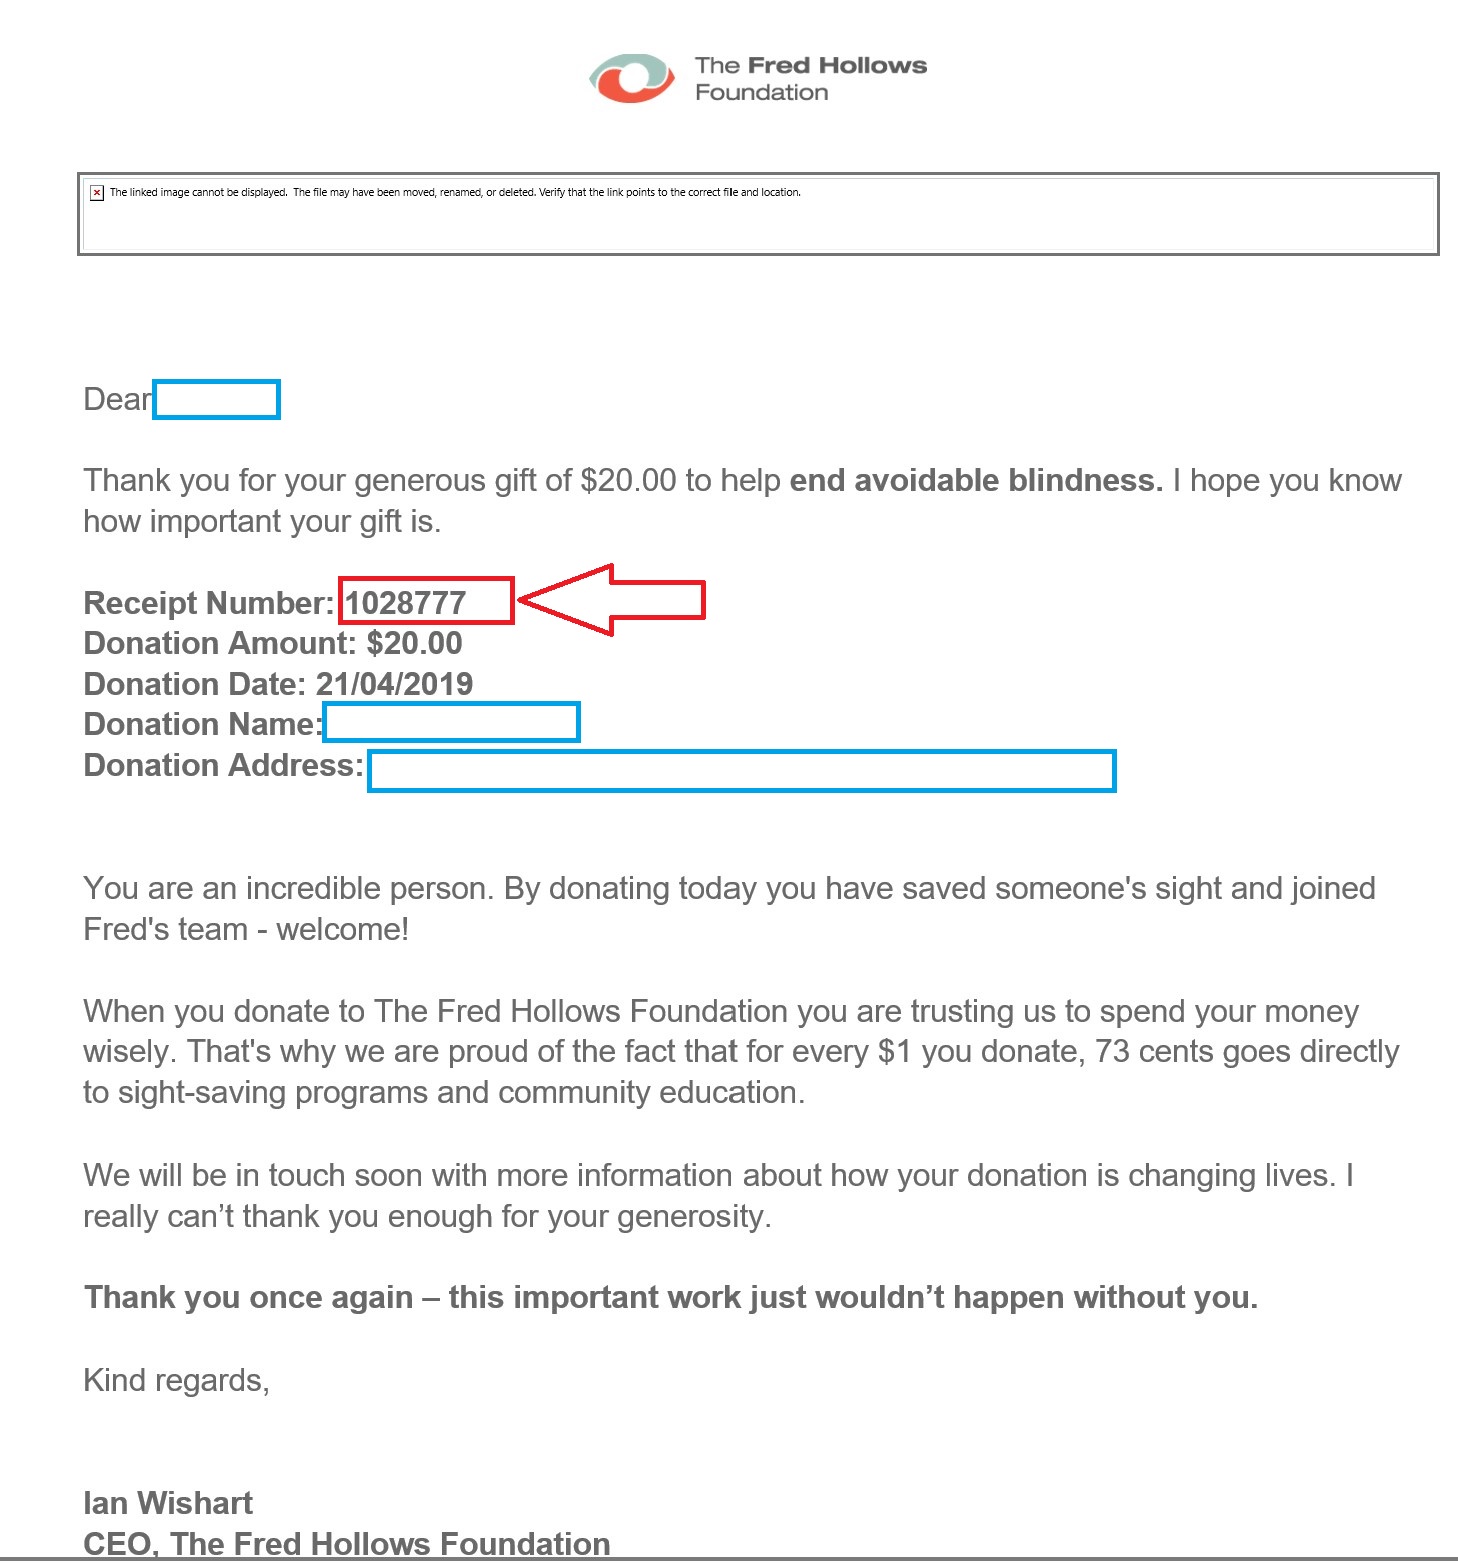 The Fred Hollows
Foundation
The linked image cannot be displayed. The file may have been moved, renamed, or deleted. Verify that the link points to the correct file and location.
Dear
Thank you for your generous gift of $20.00 to help end avoidable blindness. I hope you know
how important your gift is.
Receipt Number: 1028777
Donation Amount: $20.00
Donation Date: 21/04/2019
Donation Name:
Donation Address:
You are an incredible person. By donating today you have saved someone's sight and joined
Fred's team - welcome!
When you donate to The Fred Hollows Foundation you are trusting us to spend your money
wisely. That's why we are proud of the fact that for every $1 you donate, 73 cents goes directly
to sight-saving programs and community education.
We will be in touch soon with more information about how your donation is changing lives. I
really can’t thank you enough for your generosity.
Thank you once again – this important work just wouldn’t happen without you.
Kind regards,
Ian Wishart
CEO, The Fred Hollows Foundation